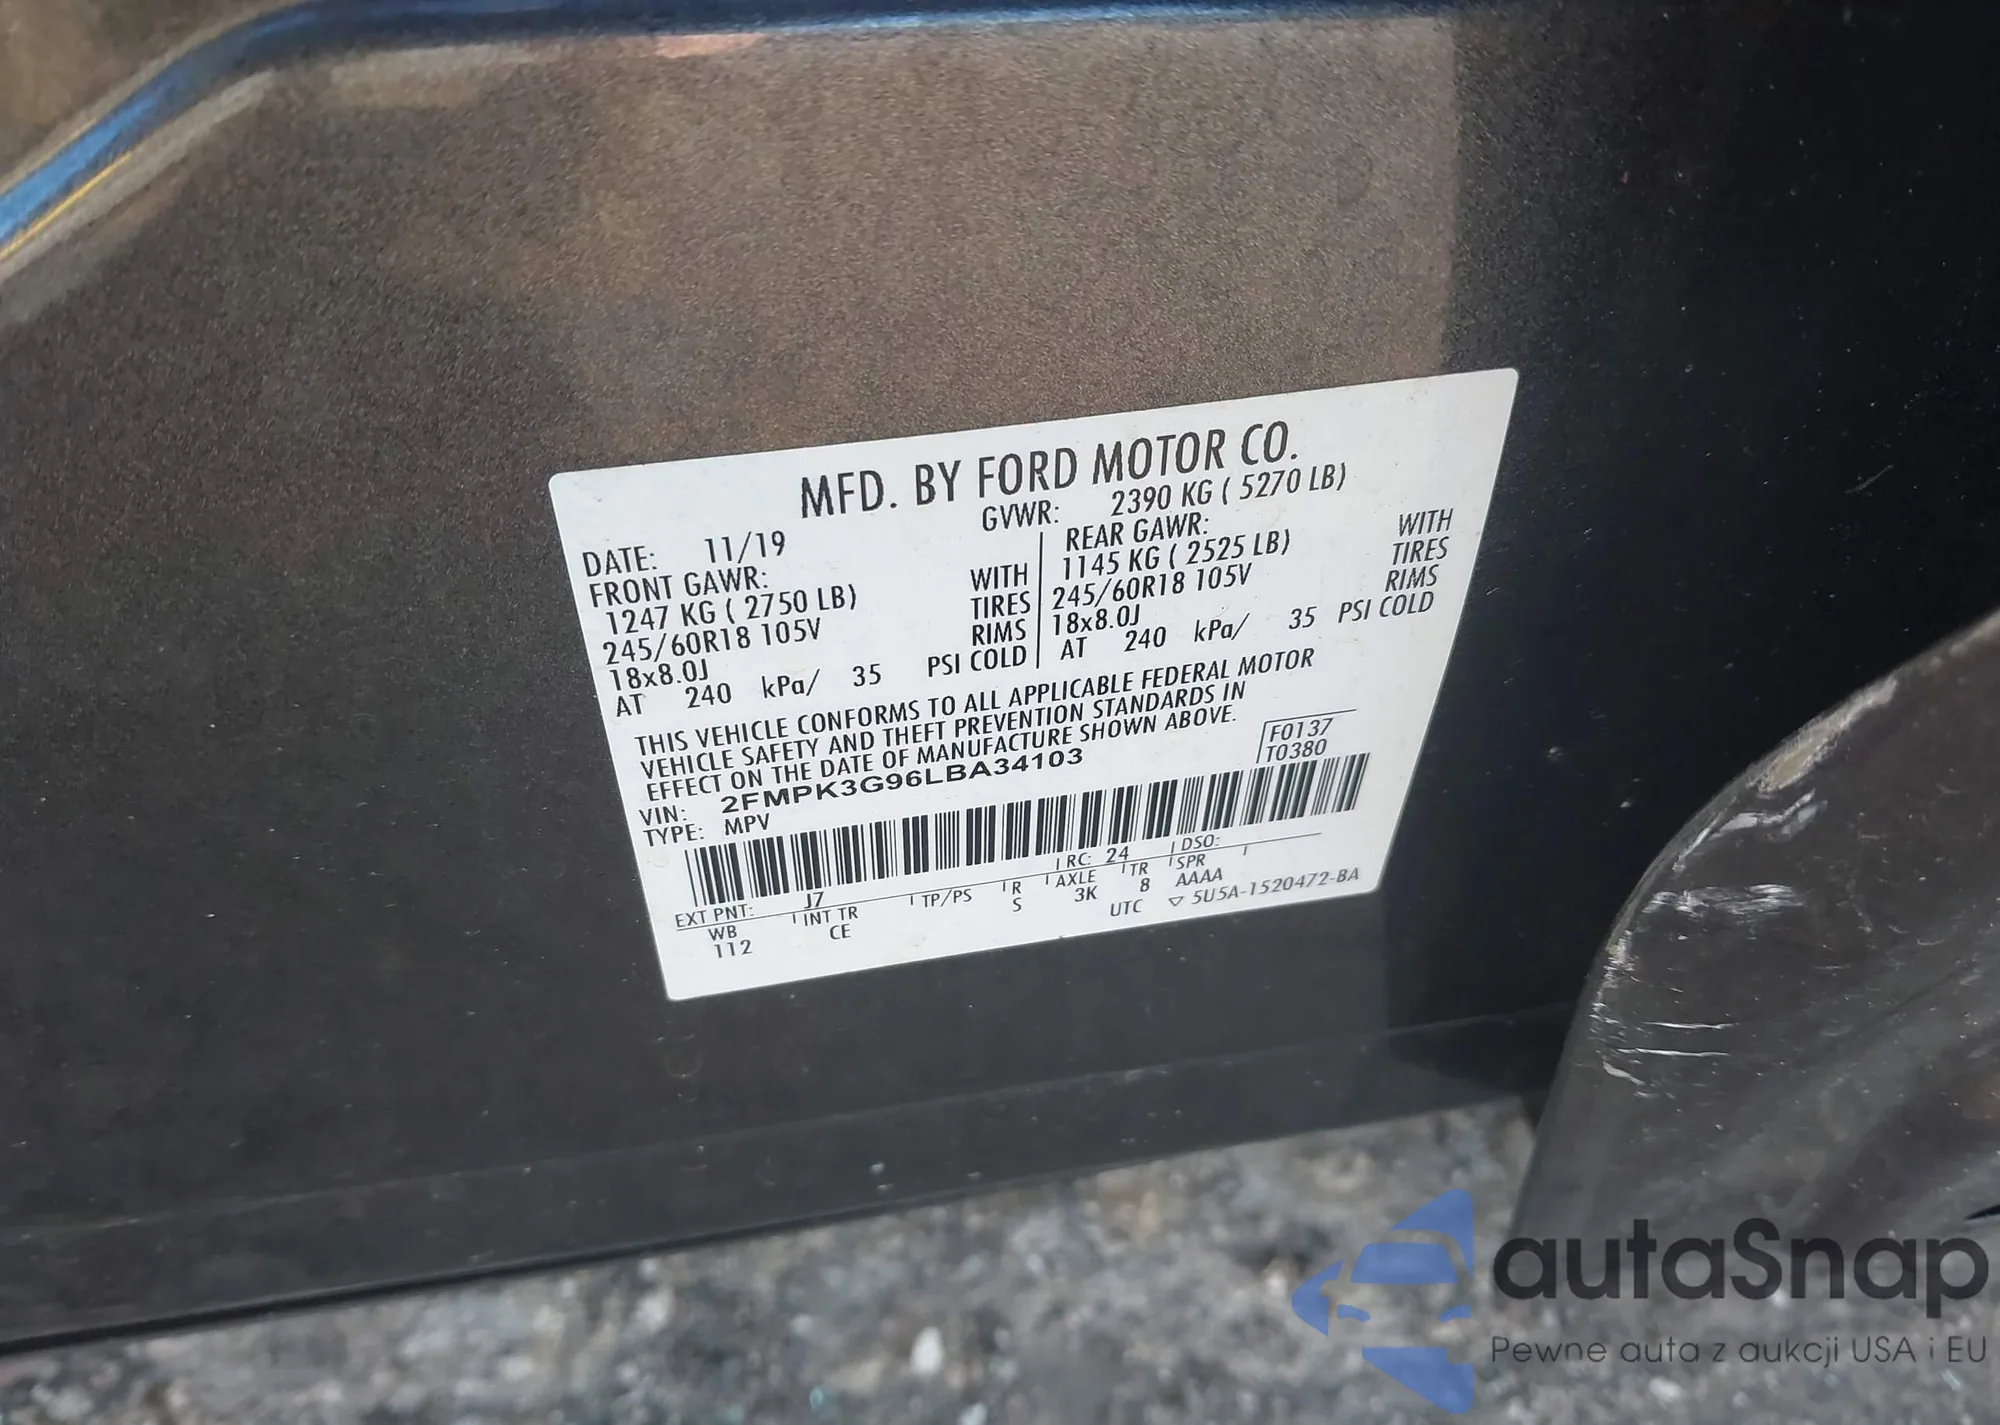 MFD. BY FORD MOTOR CO.
DATE: 11/19 GVWR: 2390 KG ( 5270 LB)
FRONT GAWR: REAR GAWR:
1247 KG ( 2750 LB) WITH 1145 KG ( 2525 LB) WITH
245/60R18 105V TIRES 245/60R18 105V TIRES
18x8.0J RIMS 18x8.0J RIMS
AT 240 kPa/ 35 PSI COLD AT 240 kPa/ 35 PSI COLD
THIS VEHICLE CONFORMS TO ALL APPLICABLE FEDERAL MOTOR
VEHICLE SAFETY AND THEFT PREVENTION STANDARDS IN
EFFECT ON THE DATE OF MANUFACTURE SHOWN ABOVE.
VIN: 2FMPK3G96LBA34103 F0137
TYPE: MPV T0380
EXT PNT: J7 RC: 24 DSO:
WB INT TR TP/PS R AXLE TR SPR
112 CE S 3K 8 AAAA
UTC ▽ 5U5A-1520472-BA
autaSnap
Pewne auta z aukcji USA i EU